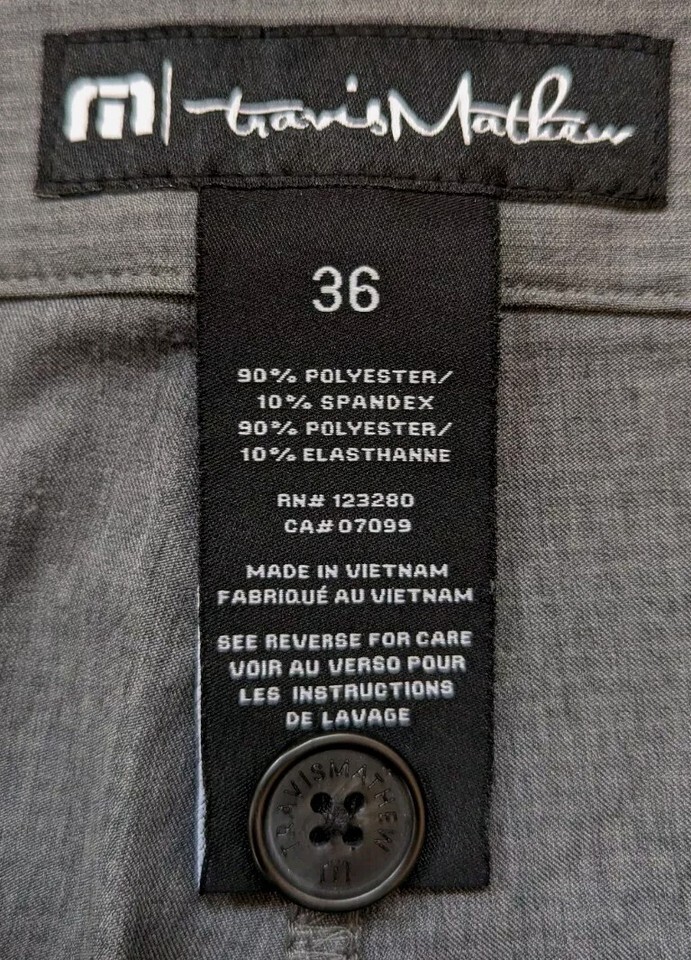 travisMathew
36
90% POLYESTER/
10% SPANDEX
90% POLYESTER/
10% ELASTHANNE
RN# 123280
CA# 07099
MADE IN VIETNAM
FABRIQUÉ AU VIETNAM
SEE REVERSE FOR CARE
VOIR AU VERSO POUR
LES INSTRUCTIONS
DE LAVAGE
TRAVISMATHEW